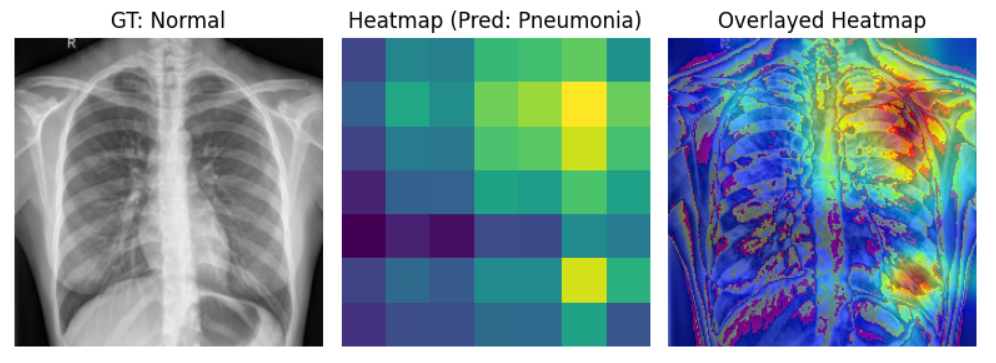 GT: Normal
Heatmap (Pred: Pneumonia)
Overlayed Heatmap
R